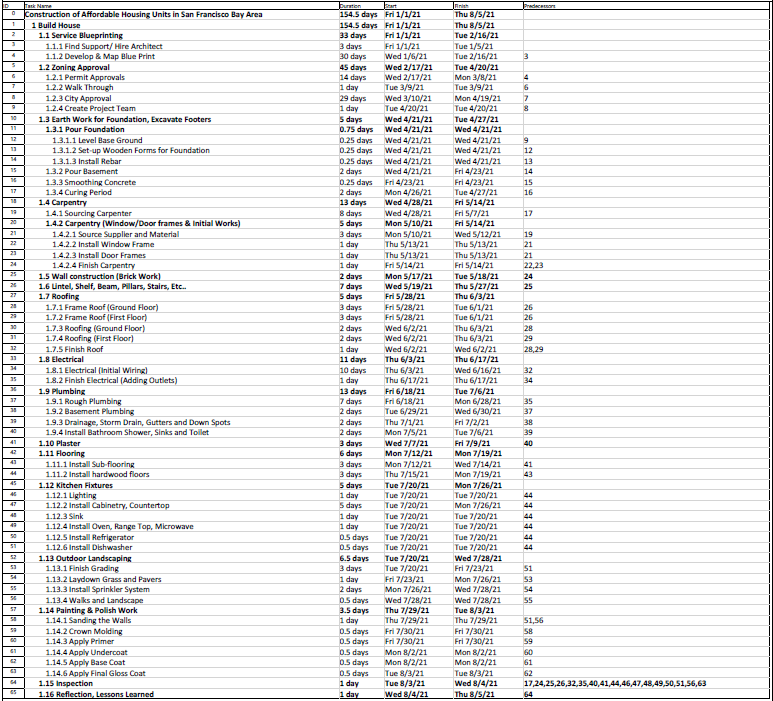 ID Task Name Duration Start Finish Predecessors
0 Construction of Affordable Housing Units in San Francisco Bay Area 154.5 days Fri 1/1/21 Thu 8/5/21
1 1 Build House 154.5 days Fri 1/1/21 Thu 8/5/21
2 1.1 Service Blueprinting 33 days Fri 1/1/21 Tue 2/16/21
3 1.1.1 Find Support/ Hire Architect 3 days Fri 1/1/21 Tue 1/5/21
4 1.1.2 Develop & Map Blue Print 30 days Wed 1/6/21 Tue 2/16/21 3
5 1.2 Zoning Approval 45 days Wed 2/17/21 Tue 4/20/21
6 1.2.1 Permit Approvals 14 days Wed 2/17/21 Mon 3/8/21 4
7 1.2.2 Walk Through 1 day Tue 3/9/21 Tue 3/9/21 6
8 1.2.3 City Approval 29 days Wed 3/10/21 Mon 4/19/21 7
9 1.2.4 Create Project Team 1 day Tue 4/20/21 Tue 4/20/21 8
10 1.3 Earth Work for Foundation, Excavate Footers 5 days Wed 4/21/21 Tue 4/27/21
11 1.3.1 Pour Foundation 0.75 days Wed 4/21/21 Wed 4/21/21
12 1.3.1.1 Level Base Ground 0.25 days Wed 4/21/21 Wed 4/21/21 9
13 1.3.1.2 Set-up Wooden Forms for Foundation 0.25 days Wed 4/21/21 Wed 4/21/21 12
14 1.3.1.3 Install Rebar 0.25 days Wed 4/21/21 Wed 4/21/21 13
15 1.3.2 Pour Basement 2 days Wed 4/21/21 Fri 4/23/21 14
16 1.3.3 Smoothing Concrete 0.25 days Fri 4/23/21 Fri 4/23/21 15
17 1.3.4 Curing Period 2 days Mon 4/26/21 Tue 4/27/21 16
18 1.4 Carpentry 13 days Wed 4/28/21 Fri 5/14/21
19 1.4.1 Sourcing Carpenter 8 days Wed 4/28/21 Fri 5/7/21 17
20 1.4.2 Carpentry (Window/Door frames & Initial Works) 5 days Mon 5/10/21 Fri 5/14/21
21 1.4.2.1 Source Supplier and Material 3 days Mon 5/10/21 Wed 5/12/21 19
22 1.4.2.2 Install Window Frame 1 day Thu 5/13/21 Thu 5/13/21 21
23 1.4.2.3 Install Door Frames 1 day Thu 5/13/21 Thu 5/13/21 21
24 1.4.2.4 Finish Carpentry 1 day Fri 5/14/21 Fri 5/14/21 22,23
25 1.5 Wall construction (Brick Work) 2 days Mon 5/17/21 Tue 5/18/21 24
26 1.6 Lintel, Shelf, Beam, Pillars, Stairs, Etc.. 7 days Wed 5/19/21 Thu 5/27/21 25
27 1.7 Roofing 5 days Fri 5/28/21 Thu 6/3/21
28 1.7.1 Frame Roof (Ground Floor) 3 days Fri 5/28/21 Tue 6/1/21 26
29 1.7.2 Frame Roof (First Floor) 3 days Fri 5/28/21 Tue 6/1/21 26
30 1.7.3 Roofing (Ground Floor) 2 days Wed 6/2/21 Thu 6/3/21 28
31 1.7.4 Roofing (First Floor) 2 days Wed 6/2/21 Thu 6/3/21 29
32 1.7.5 Finish Roof 1 day Wed 6/2/21 Wed 6/2/21 28,29
33 1.8 Electrical 11 days Thu 6/3/21 Thu 6/17/21
34 1.8.1 Electrical (Initial Wiring) 10 days Thu 6/3/21 Wed 6/16/21 32
35 1.8.2 Finish Electrical (Adding Outlets) 1 day Thu 6/17/21 Thu 6/17/21 34
36 1.9 Plumbing 13 days Fri 6/18/21 Tue 7/6/21
37 1.9.1 Rough Plumbing 7 days Fri 6/18/21 Mon 6/28/21 35
38 1.9.2 Basement Plumbing 2 days Tue 6/29/21 Wed 6/30/21 37
39 1.9.3 Drainage, Storm Drain, Gutters and Down Spots 2 days Thu 7/1/21 Fri 7/2/21 38
40 1.9.4 Install Bathroom Shower, Sinks and Toilet 2 days Mon 7/5/21 Tue 7/6/21 39
41 1.10 Plaster 3 days Wed 7/7/21 Fri 7/9/21 40
42 1.11 Flooring 6 days Mon 7/12/21 Mon 7/19/21
43 1.11.1 Install Sub-flooring 3 days Mon 7/12/21 Wed 7/14/21 41
44 1.11.2 Install hardwood floors 3 days Thu 7/15/21 Mon 7/19/21 43
45 1.12 Kitchen Fixtures 5 days Tue 7/20/21 Mon 7/26/21
46 1.12.1 Lighting 1 day Tue 7/20/21 Tue 7/20/21 44
47 1.12.2 Install Cabinetry, Countertop 5 days Tue 7/20/21 Mon 7/26/21 44
48 1.12.3 Sink 1 day Tue 7/20/21 Tue 7/20/21 44
49 1.12.4 Install Oven, Range Top, Microwave 1 day Tue 7/20/21 Tue 7/20/21 44
50 1.12.5 Install Refrigerator 0.5 days Tue 7/20/21 Tue 7/20/21 44
51 1.12.6 Install Dishwasher 0.5 days Tue 7/20/21 Tue 7/20/21 44
52 1.13 Outdoor Landscaping 6.5 days Tue 7/20/21 Wed 7/28/21
53 1.13.1 Finish Grading 3 days Tue 7/20/21 Fri 7/23/21 51
54 1.13.2 Laydown Grass and Pavers 1 day Fri 7/23/21 Mon 7/26/21 53
55 1.13.3 Install Sprinkler System 2 days Mon 7/26/21 Wed 7/28/21 54
56 1.13.4 Walks and Landscape 0.5 days Wed 7/28/21 Wed 7/28/21 55
57 1.14 Painting & Polish Work 3.5 days Thu 7/29/21 Tue 8/3/21
58 1.14.1 Sanding the Walls 1 day Thu 7/29/21 Thu 7/29/21 51,56
59 1.14.2 Crown Molding 0.5 days Fri 7/30/21 Fri 7/30/21 58
60 1.14.3 Apply Primer 0.5 days Fri 7/30/21 Fri 7/30/21 59
61 1.14.4 Apply Undercoat 0.5 days Mon 8/2/21 Mon 8/2/21 60
62 1.14.5 Apply Base Coat 0.5 days Mon 8/2/21 Mon 8/2/21 61
63 1.14.6 Apply Final Gloss Coat 0.5 days Tue 8/3/21 Tue 8/3/21 62
64 1.15 Inspection 1 day Tue 8/3/21 Wed 8/4/21 17,24,25,26,32,35,40,41,44,46,47,48,49,50,51,56,63
65 1.16 Reflection, Lessons Learned 1 day Wed 8/4/21 Thu 8/5/21 64